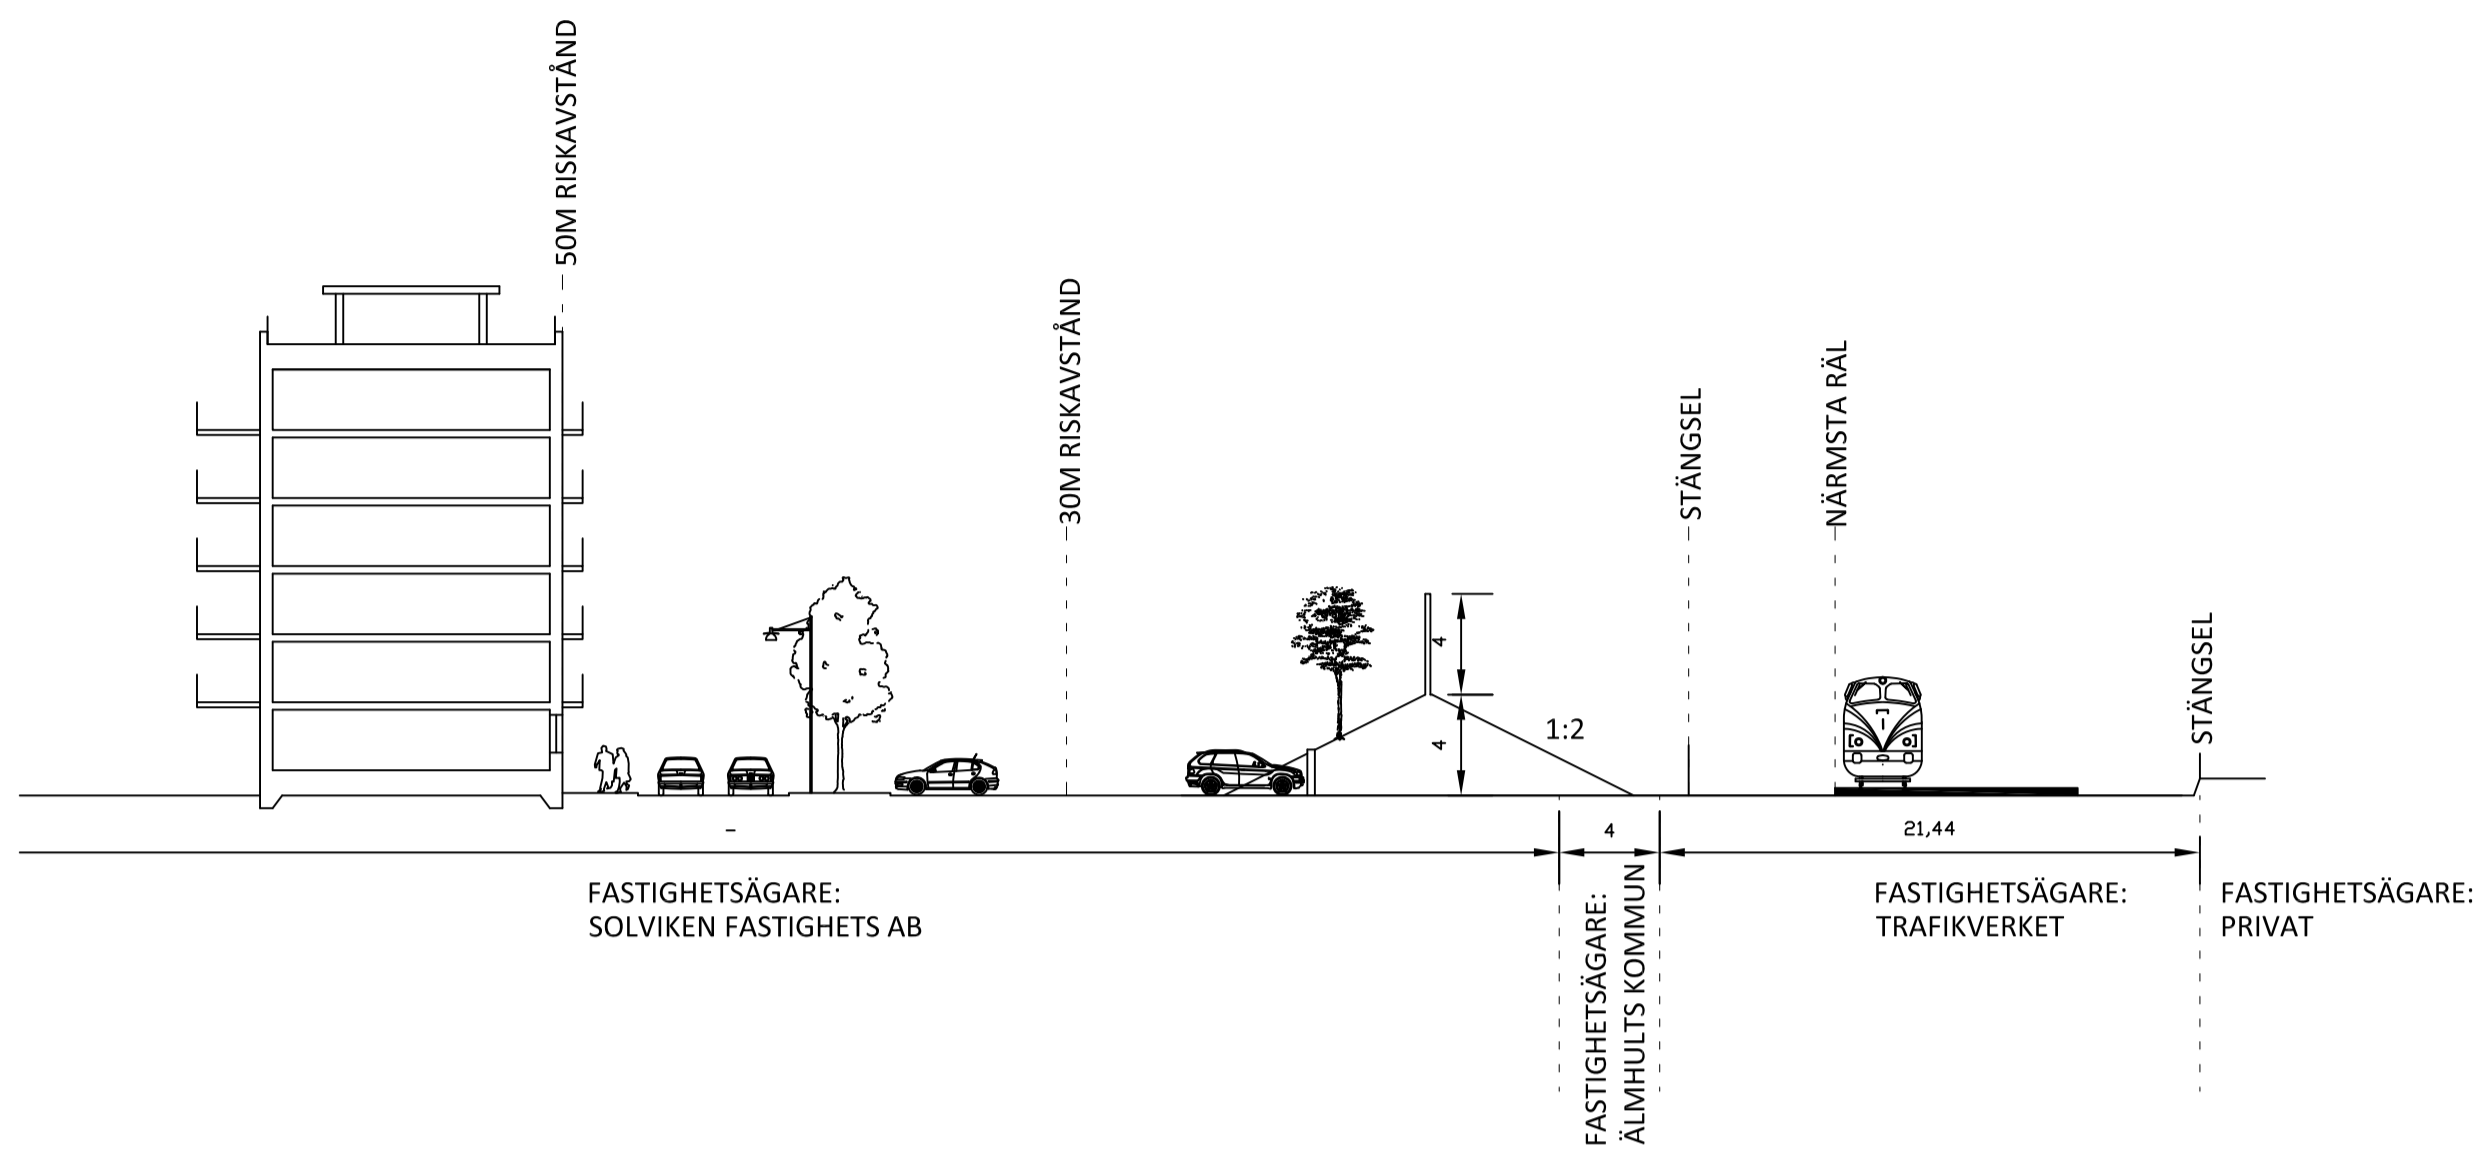 50M RISKAVSTÅND
30M RISKAVSTÅND
STÄNGSEL
NÄRMSTA RÄL
STÄNGSEL
4
4
1:2
-
4
21,44
FASTIGHETSÄGARE:
SOLVIKEN FASTIGHETS AB
FASTIGHETSÄGARE:
ÄLMHULTS KOMMUN
FASTIGHETSÄGARE:
TRAFIKVERKET
FASTIGHETSÄGARE:
PRIVAT